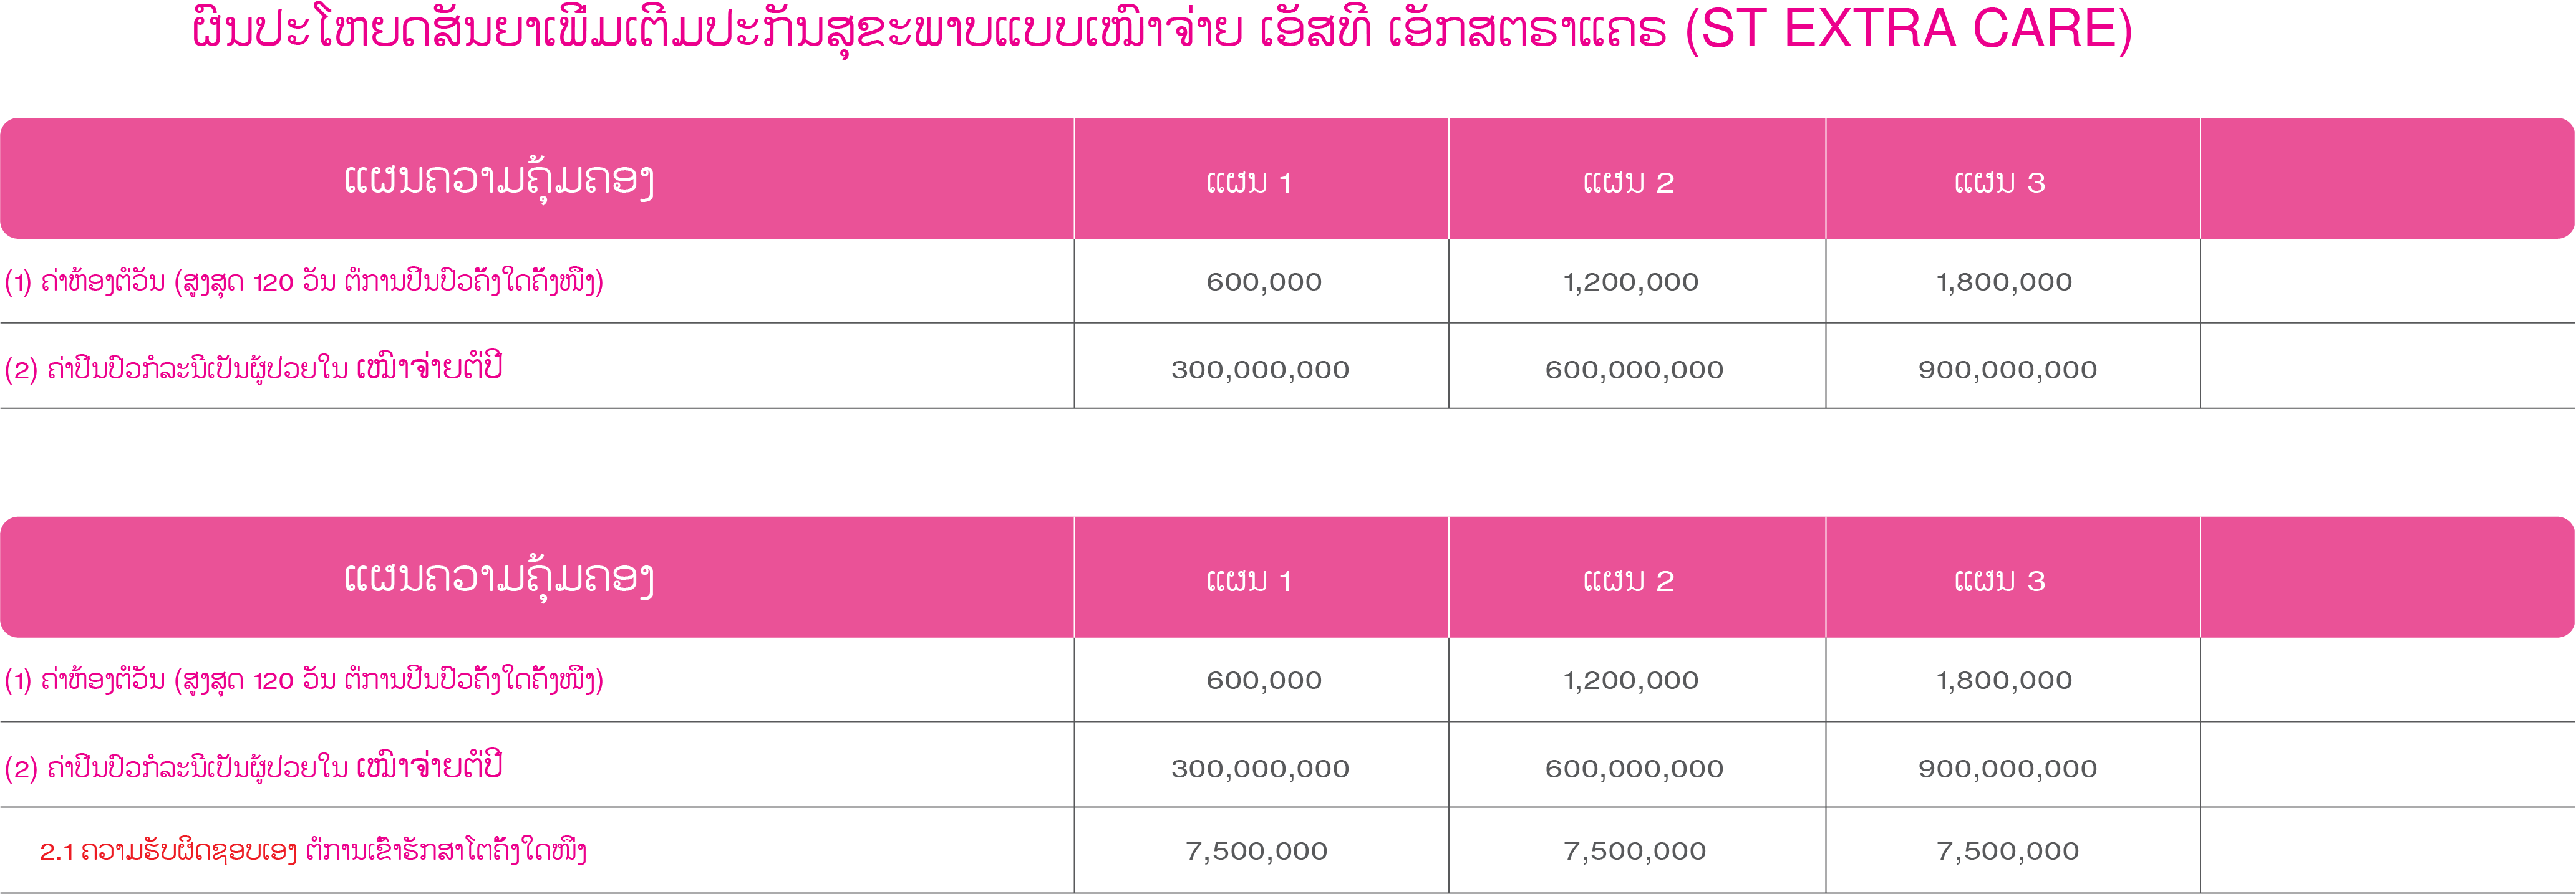 ຜົນປະໂຫຍດສັນຍາເພີ່ມເຕີມປະກັນສຸຂະພາບແບບເໝົາຈ່າຍ ເອັສທີ ເອັກສຕຣາແຄຣ (ST EXTRA CARE)
ແຜນຄວາມຄຸ້ມຄອງ ແຜນ 1 ແຜນ 2 ແຜນ 3
(1) ຄ່າຫ້ອງຕໍ່ວັນ (ສູງສຸດ 120 ວັນ ຕໍ່ການປິ່ນປົວຄັ້ງໃດຄັ້ງໜຶ່ງ) 600,000 1,200,000 1,800,000
(2) ຄ່າປິ່ນປົວກໍລະນີເປັນຜູ້ປ່ວຍໃນ ເໝົາຈ່າຍຕໍ່ປີ 300,000,000 600,000,000 900,000,000
ແຜນຄວາມຄຸ້ມຄອງ ແຜນ 1 ແຜນ 2 ແຜນ 3
(1) ຄ່າຫ້ອງຕໍ່ວັນ (ສູງສຸດ 120 ວັນ ຕໍ່ການປິ່ນປົວຄັ້ງໃດຄັ້ງໜຶ່ງ) 600,000 1,200,000 1,800,000
(2) ຄ່າປິ່ນປົວກໍລະນີເປັນຜູ້ປ່ວຍໃນ ເໝົາຈ່າຍຕໍ່ປີ 300,000,000 600,000,000 900,000,000
2.1 ຄວາມຮັບຜິດຊອບເອງ ຕໍ່ການເຂົ້າຮັກສາໂຕຄັ້ງໃດໜຶ່ງ 7,500,000 7,500,000 7,500,000